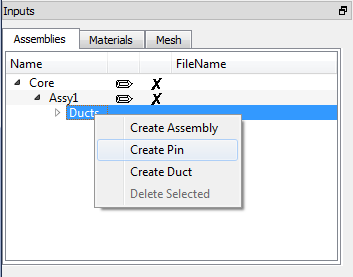 Inputs
Assemblies Materials Mesh
Name FileName
Core X
Assy1 X
Ducts
Create Assembly
Create Pin
Create Duct
Delete Selected